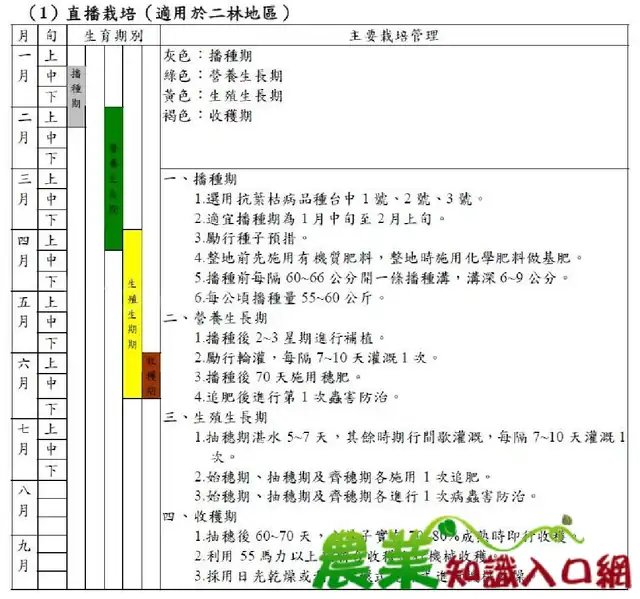 （1）直播栽培（適用於二林地區）
月 旬 生育期別 主要栽培管理
一月 上 中 下
二月 上 中 下
三月 上 中 下
四月 上 中 下
五月 上 中 下
六月 上 中 下
七月 上 中 下
八月
九月
播種期
營養生長期
生殖生期期
收穫期
灰色：播種期
綠色：營養生長期
黃色：生殖生長期
褐色：收穫期
一、播種期
1.選用抗葉枯病品種台中1號、2號、3號。
2.適宜播種期為1月中旬至2月上旬。
3.勵行種子預措。
4.整地前先施用有機質肥料，整地時施用化學肥料做基肥。
5.播種前每隔60~66公分開一條播種溝，溝深6~9公分。
6.每公頃播種量55~60公斤。
二、營養生長期
1.播種後2~3星期進行補植。
2.勵行輪灌，每隔7~10天灌溉1次。
3.播種後70天施用穗肥。
4.追肥後進行第1次蟲害防治。
三、生殖生長期
1.抽穗期湛水5~7天，其餘時期行間歇灌溉，每隔7~10天灌溉1
次。
2.始穗期、抽穗期及齊穗期各施用1次追肥。
3.始穗期、抽穗期及齊穗期各進行1次病蟲害防治。
四、收穫期
1.抽穗後60~70天，子實 80%成熟時即行收穫
2.利用55馬力以上 收穫 機械收穫
3.採用日光乾燥或 進
農業知識入口網